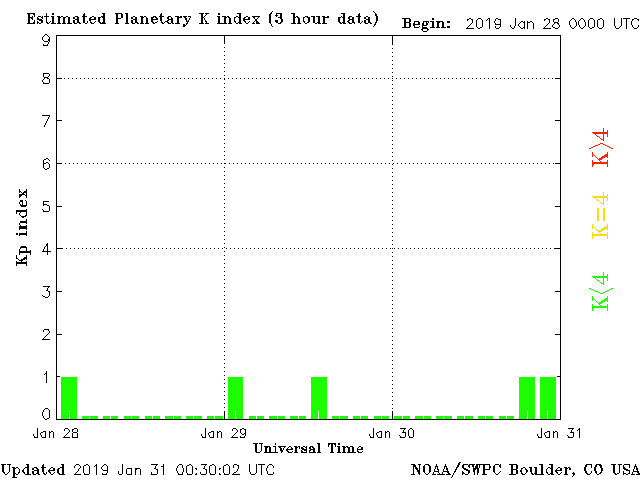 Estimated Planetary K index (3 hour data) Begin: 2019 Jan 28 0000 UTC
9
8
7
6
5
4
3
2
1
0
Kp index
K>4
K=4
K<4
Jan 28 Jan 29 Jan 30 Jan 31
Universal Time
Updated 2019 Jan 31 00:30:02 UTC NOAA/SWPC Boulder, CO USA